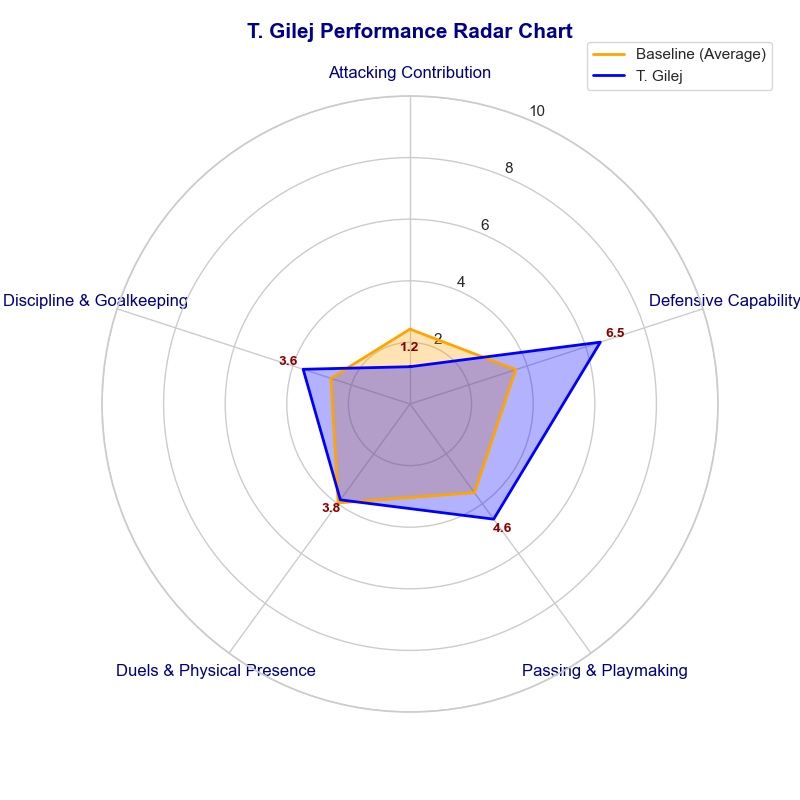 T. Gilej Performance Radar Chart
Baseline (Average)
T. Gilej
Attacking Contribution
10
8
6
4
2
1.2
Discipline & Goalkeeping
Defensive Capability
6.5
3.6
3.8
4.6
Duels & Physical Presence
Passing & Playmaking